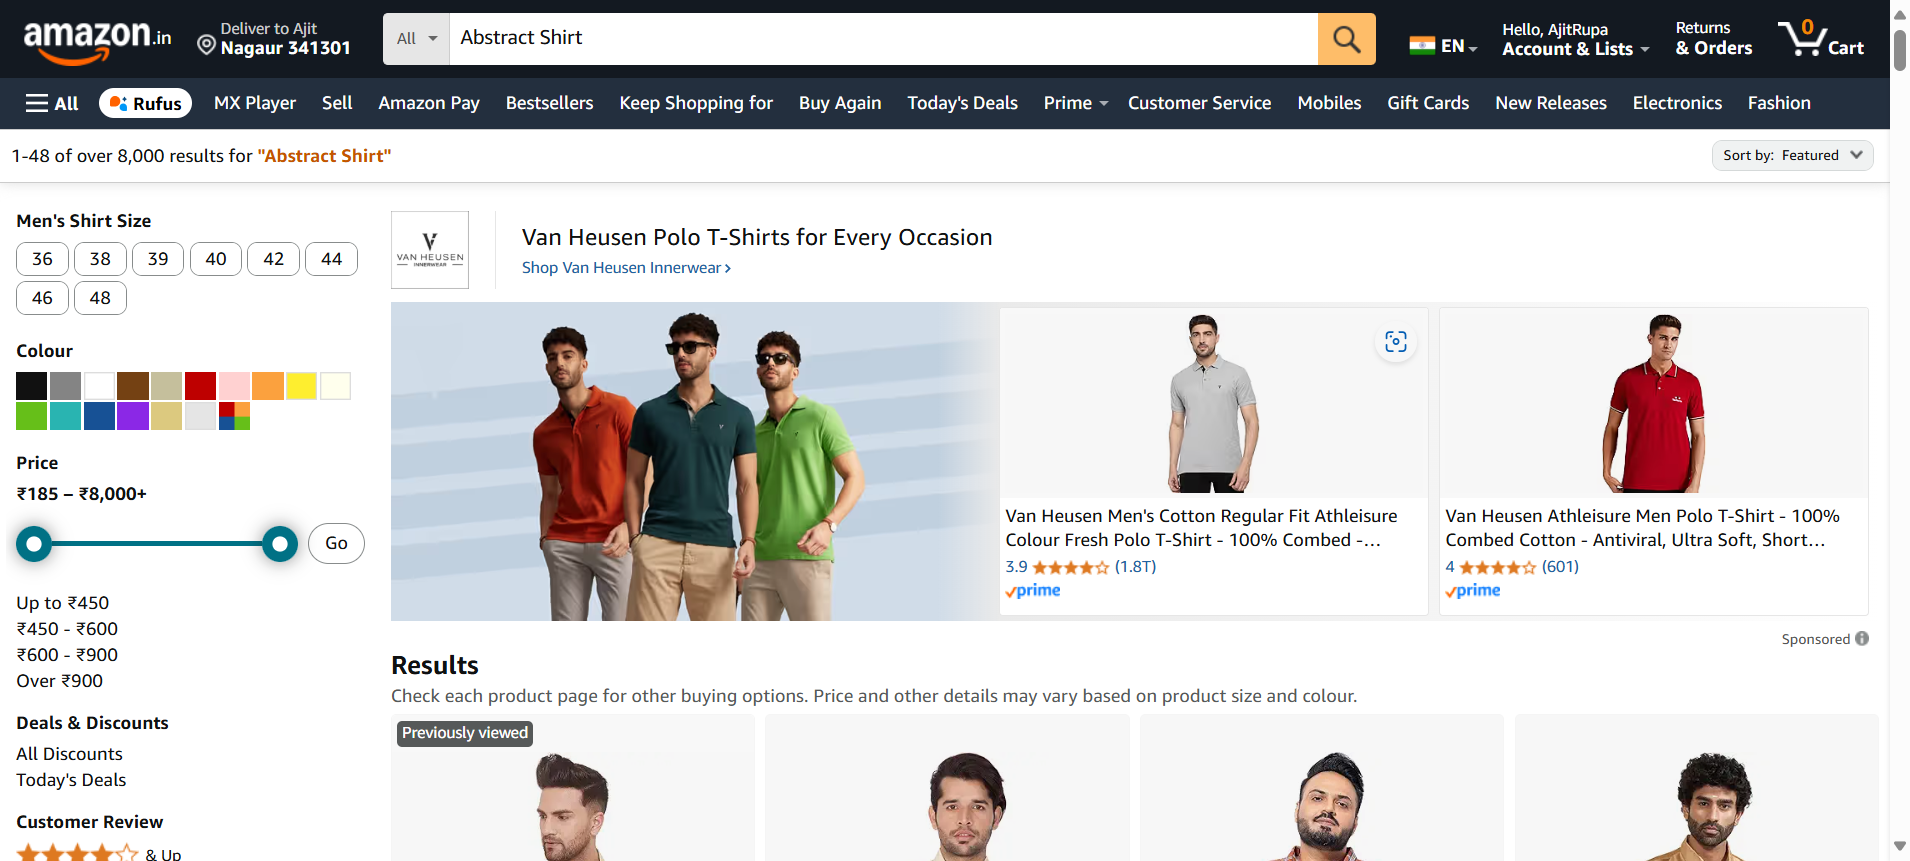 amazon.in
Deliver to Ajit
Nagaur 341301
All
Abstract Shirt
EN
Hello, AjitRupa
Account & Lists
Returns
& Orders
0
Cart
All
Rufus
MX Player
Sell
Amazon Pay
Bestsellers
Keep Shopping for
Buy Again
Today's Deals
Prime
Customer Service
Mobiles
Gift Cards
New Releases
Electronics
Fashion
1-48 of over 8,000 results for "Abstract Shirt"
Sort by: Featured
Men's Shirt Size
36 38 39 40 42 44
46 48
Colour
Price
₹185 – ₹8,000+
Go
Up to ₹450
₹450 - ₹600
₹600 - ₹900
Over ₹900
Deals & Discounts
All Discounts
Today's Deals
Customer Review
& Up
VAN HEUSEN
INNERWEAR
Van Heusen Polo T-Shirts for Every Occasion
Shop Van Heusen Innerwear
Van Heusen Men's Cotton Regular Fit Athleisure
Colour Fresh Polo T-Shirt - 100% Combed -...
3.9 (1.8T)
prime
Van Heusen Athleisure Men Polo T-Shirt - 100%
Combed Cotton - Antiviral, Ultra Soft, Short...
4 (601)
prime
Sponsored
Results
Check each product page for other buying options. Price and other details may vary based on product size and colour.
Previously viewed